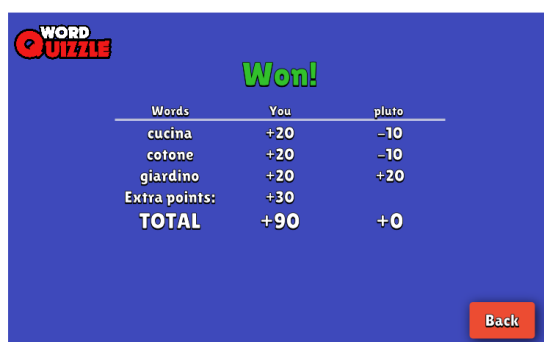 WORD
QUIZZLE
Won!
Words You pluto
cucina +20 -10
cotone +20 -10
giardino +20 +20
Extra points: +30
TOTAL +90 +0
Back